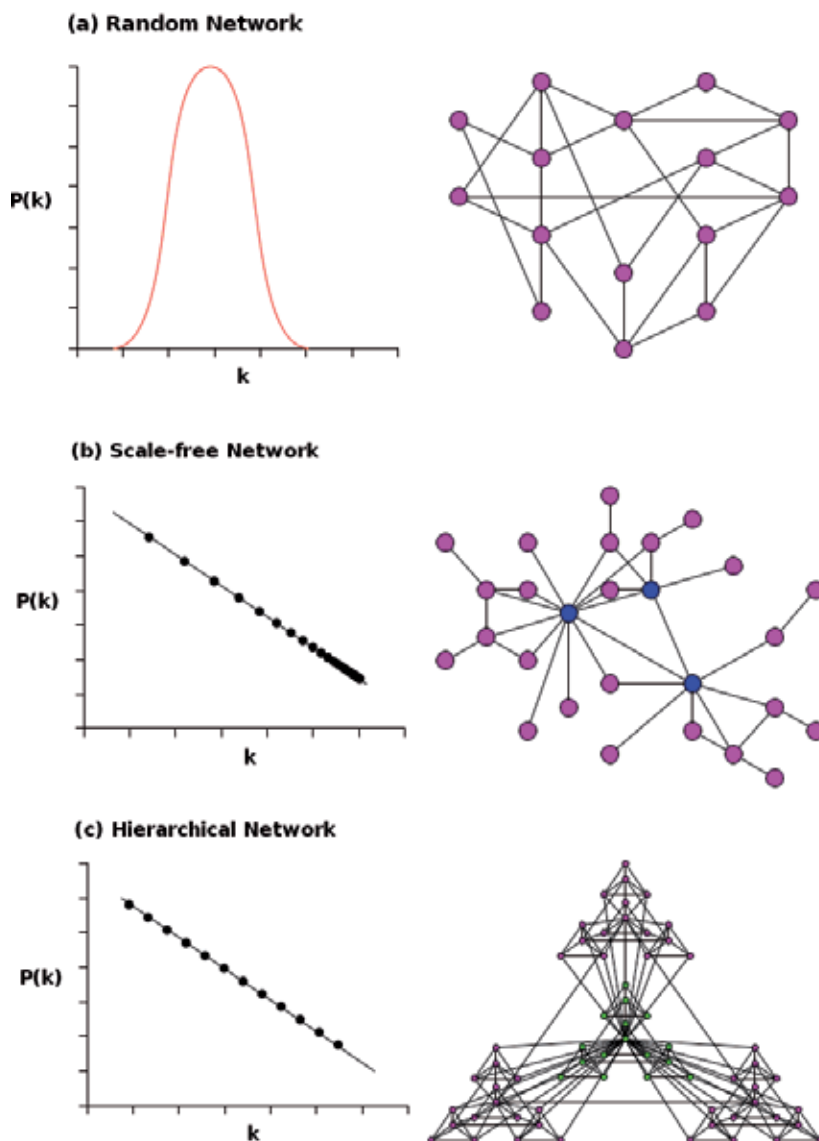 (a) Random Network
P(k)
k
(b) Scale-free Network
P(k)
k
(c) Hierarchical Network
P(k)
k